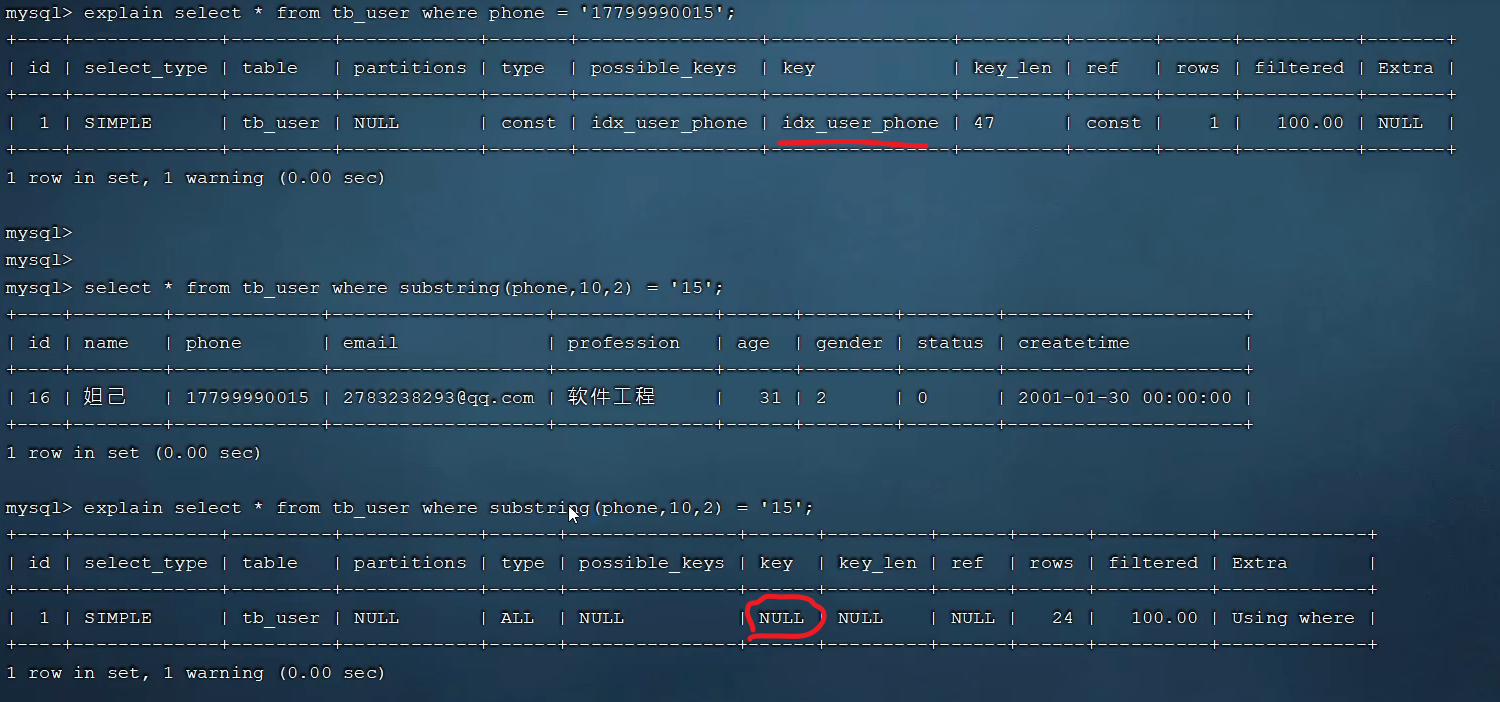 mysql> explain select * from tb_user where phone = '17799990015';
+----+-------------+---------+------------+-------+----------------+----------------+---------+-------+------+----------+-------+
| id | select_type | table | partitions | type | possible_keys | key | key_len | ref | rows | filtered | Extra |
+----+-------------+---------+------------+-------+----------------+----------------+---------+-------+------+----------+-------+
| 1 | SIMPLE | tb_user | NULL | const | idx_user_phone | idx_user_phone | 47 | const | 1 | 100.00 | NULL |
+----+-------------+---------+------------+-------+----------------+----------------+---------+-------+------+----------+-------+
1 row in set, 1 warning (0.00 sec)
mysql>
mysql>
mysql> select * from tb_user where substring(phone,10,2) = '15';
+----+--------+-------------+-------------------+--------------+------+--------+--------+---------------------+
| id | name | phone | email | profession | age | gender | status | createtime |
+----+--------+-------------+-------------------+--------------+------+--------+--------+---------------------+
| 16 | 妲己 | 17799990015 | 2783238293@qq.com | 软件工程 | 31 | 2 | 0 | 2001-01-30 00:00:00 |
+----+--------+-------------+-------------------+--------------+------+--------+--------+---------------------+
1 row in set (0.00 sec)
mysql> explain select * from tb_user where substring(phone,10,2) = '15';
+----+-------------+---------+------------+------+---------------+------+---------+------+------+----------+-------------+
| id | select_type | table | partitions | type | possible_keys | key | key_len | ref | rows | filtered | Extra |
+----+-------------+---------+------------+------+---------------+------+---------+------+------+----------+-------------+
| 1 | SIMPLE | tb_user | NULL | ALL | NULL | NULL | NULL | NULL | 24 | 100.00 | Using where |
+----+-------------+---------+------------+------+---------------+------+---------+------+------+----------+-------------+
1 row in set, 1 warning (0.00 sec)